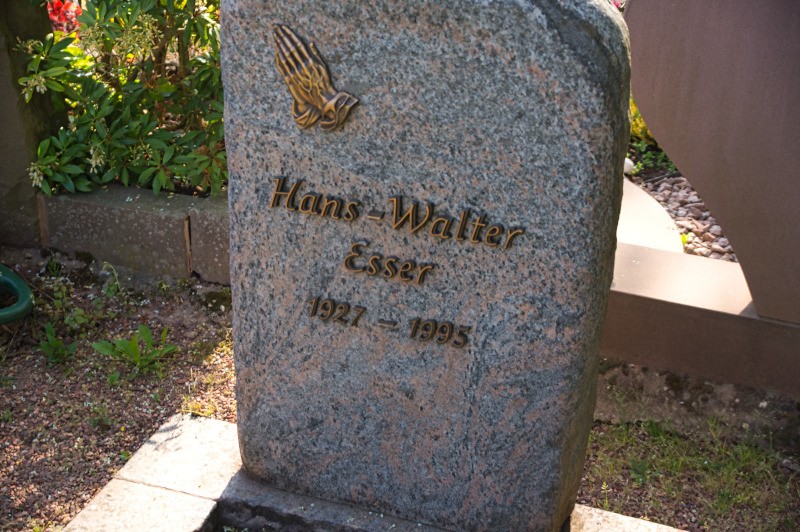 Hans-Walter
Esser
1927 – 1995